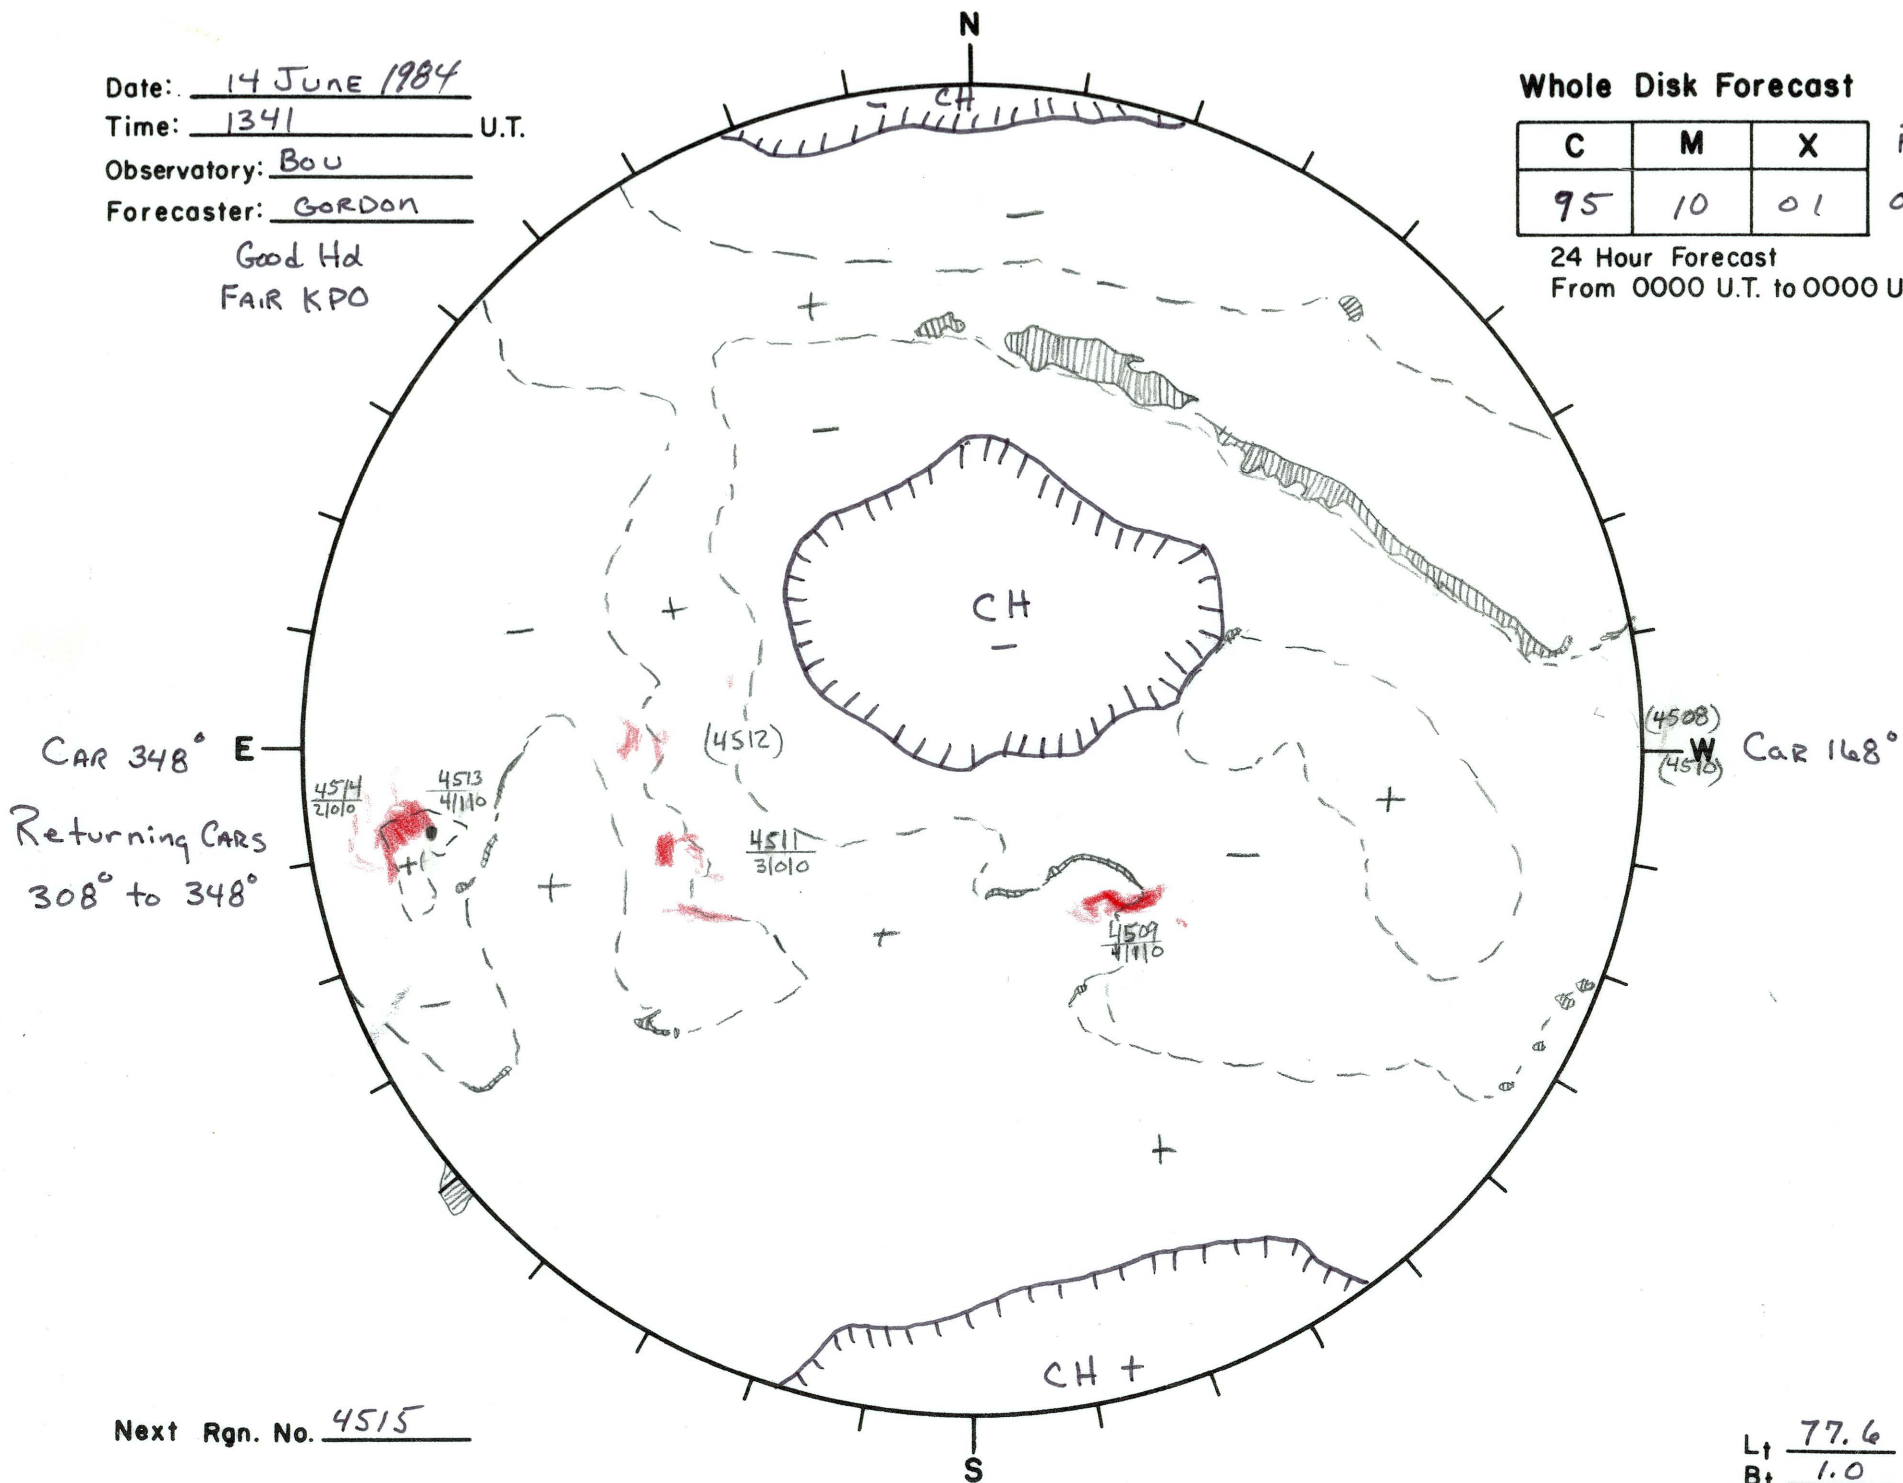 N
Date: 14 JUNE 1984
Time: 1341 U.T.
Observatory: BOU
Forecaster: GORDON
Good Hα
FAIR KPO
Whole Disk Forecast
C M X
95 10 01
24 Hour Forecast
From 0000 U.T. to 0000 U
CH
-
-
+
-
CH
-
+
-
(4512)
(4508)
CAR 348° E
W CAR 168°
(4510)
4514
2/0/0
4513
4/1/0
Returning CARS
308° to 348°
+
+
4511
3/0/0
+
-
+
4509
4/1/0
-
+
CH +
Next Rgn. No. 4515
S
Lt 77.6
Bt 1.0